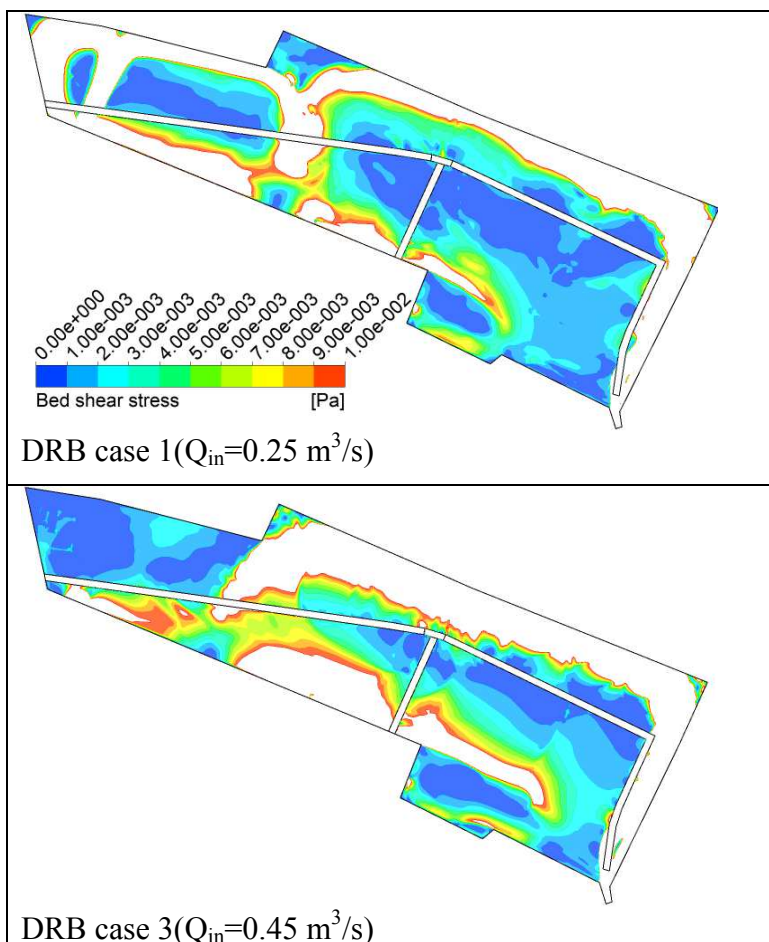 0.00e+000
1.00e-003
2.00e-003
3.00e-003
4.00e-003
5.00e-003
6.00e-003
7.00e-003
8.00e-003
9.00e-003
1.00e-002
Bed shear stress [Pa]
DRB case 1(Qin=0.25 m³/s)
DRB case 3(Qin=0.45 m³/s)